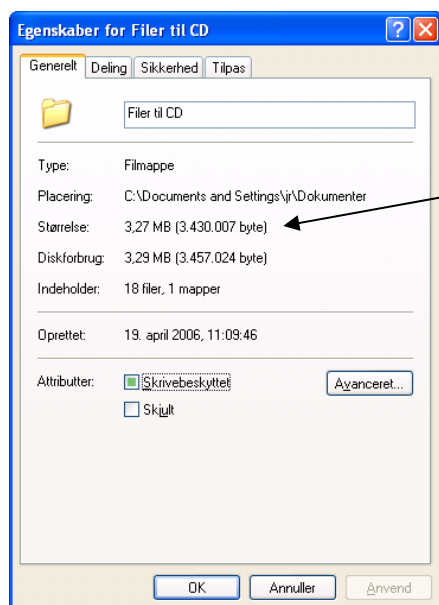 Egenskaber for Filer til CD
Generelt Deling Sikkerhed Tilpas
Filer til CD
Type: Filmappe
Placering: C:\Documents and Settings\jr\Dokumenter
Størrelse: 3,27 MB (3.430.007 byte)
Diskforbrug: 3,29 MB (3.457.024 byte)
Indeholder: 18 filer, 1 mapper
Oprettet: 19. april 2006, 11:09:46
Attributter: Skrivebeskyttet Avanceret...
Skjult
OK Annuller Anvend